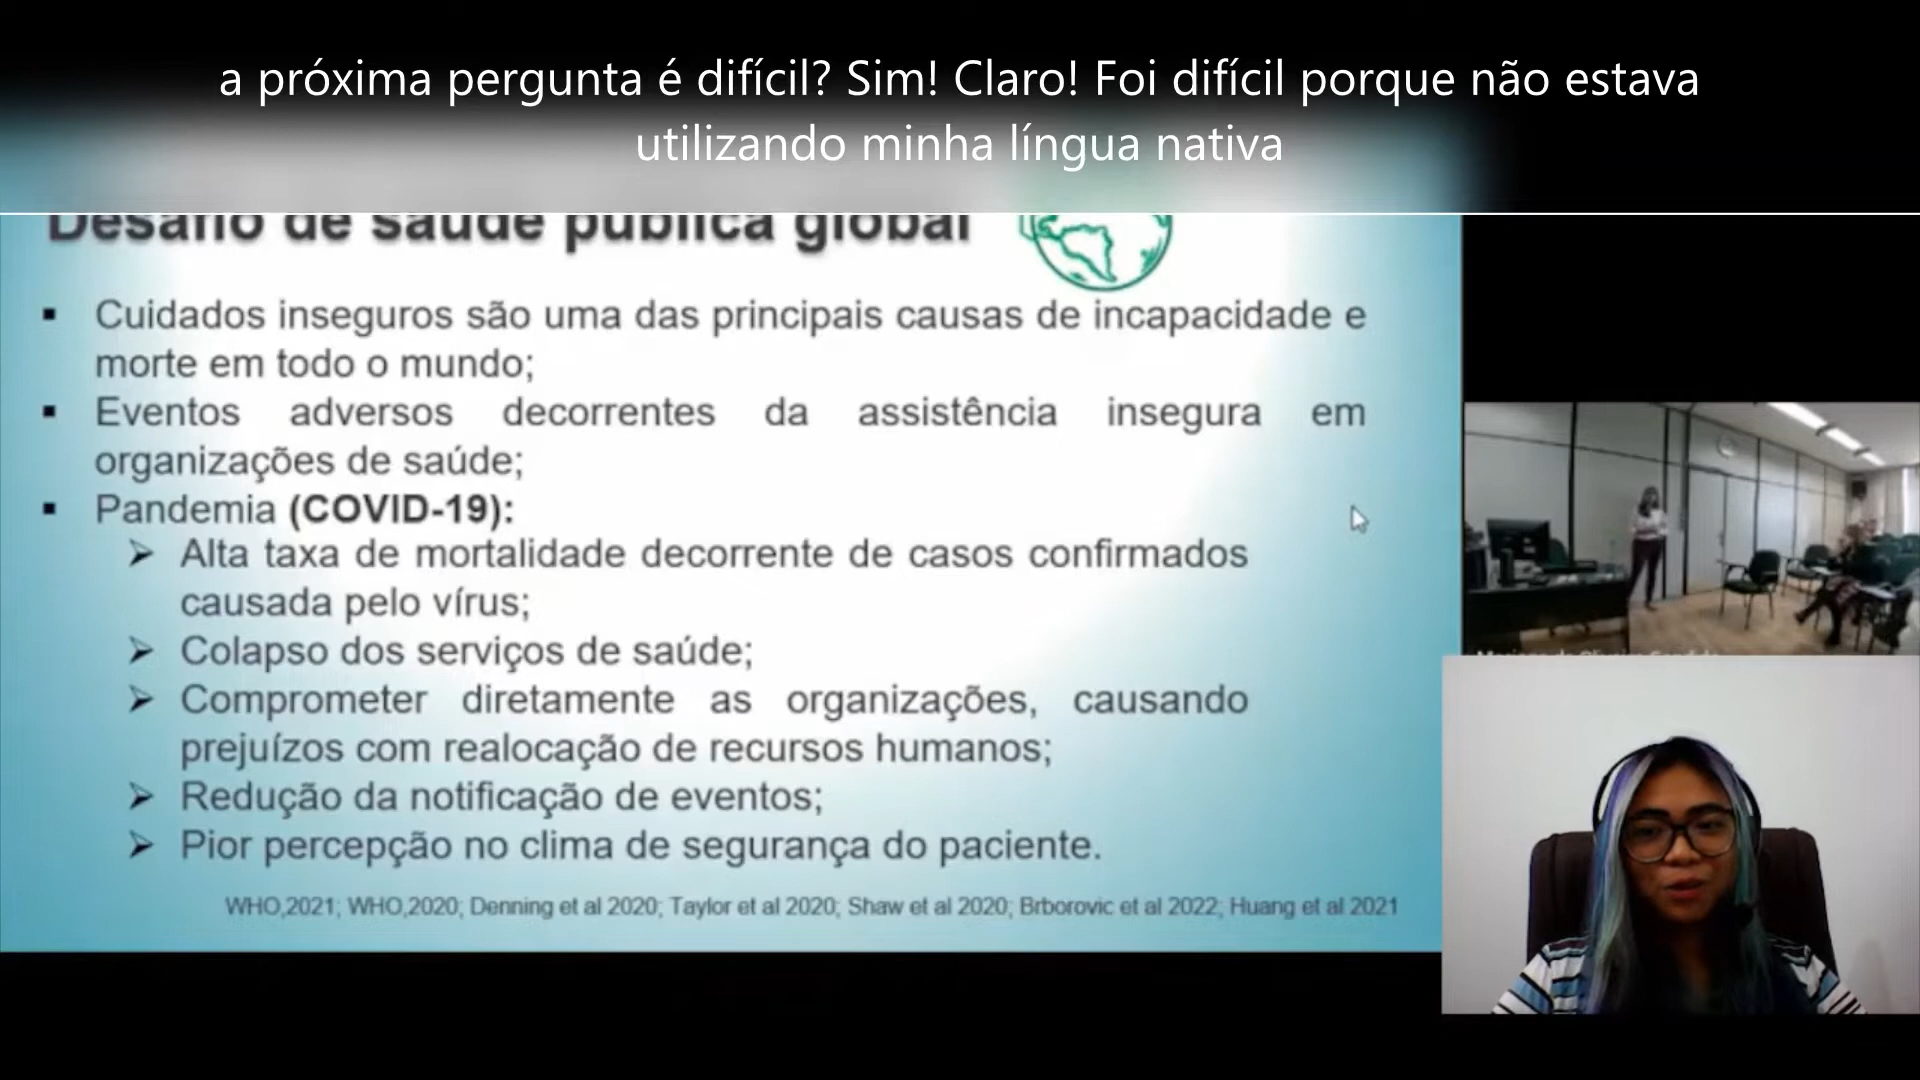 a próxima pergunta é difícil? Sim! Claro! Foi difícil porque não estava
utilizando minha língua nativa
Desafio de saúde pública global
▪ Cuidados inseguros são uma das principais causas de incapacidade e
morte em todo o mundo;
▪ Eventos adversos decorrentes da assistência insegura em
organizações de saúde;
▪ Pandemia (COVID-19):
➢ Alta taxa de mortalidade decorrente de casos confirmados
causada pelo vírus;
➢ Colapso dos serviços de saúde;
➢ Comprometer diretamente as organizações, causando
prejuízos com realocação de recursos humanos;
➢ Redução da notificação de eventos;
➢ Pior percepção no clima de segurança do paciente.
WHO,2021; WHO,2020; Denning et al 2020; Taylor et al 2020; Shaw et al 2020; Brborovic et al 2022; Huang et al 2021